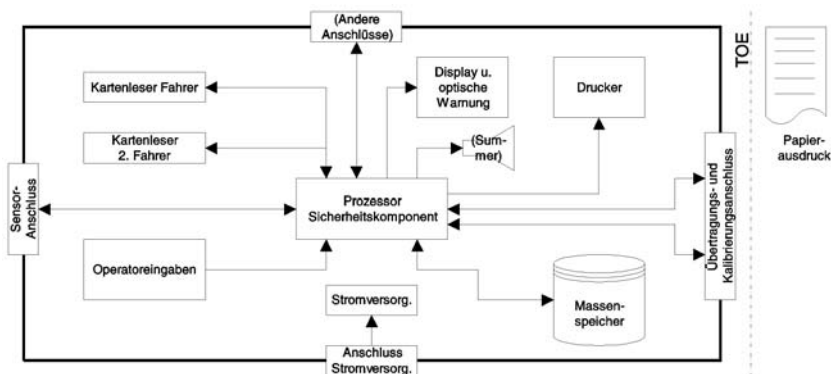 (Andere
Anschlüsse)
TOE
Kartenleser Fahrer
Display u.
optische
Warnung
Drucker
Kartenleser
2. Fahrer
(Sum-
mer)
Papier-
ausdruck
Sensor-
Anschluss
Prozessor
Sicherheitskomponent
Übertragungs- und
Kalibrierungsanschluss
Operatoreingaben
Stromversorg.
Massen-
speicher
Anschluss
Stromversorg.